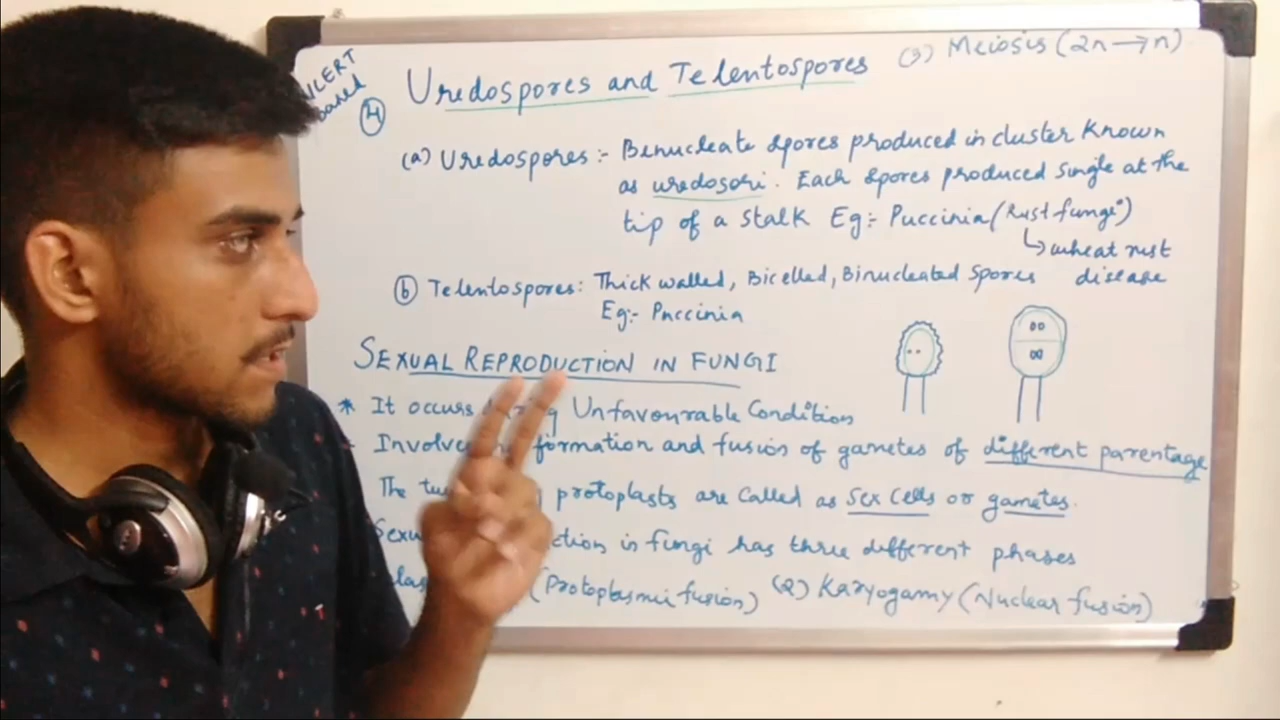 NCERT
based
4
Uredospores and Telentospores (3) Meiosis (2n → n)
(a) Uredospores :- Binucleate spores produced in cluster known
as uredosori. Each spores produced single at the
tip of a stalk Eg:- Puccinia (Rust fungi)
↳ wheat rust
disease
(b) Telentospores: Thick walled, Bicelled, Binucleated spores
Eg:- Puccinia
SEXUAL REPRODUCTION IN FUNGI
* It occurs during Unfavourable Condition
Involve formation and fusion of gametes of different parentage
The protoplasts are called as sex cells or gametes.
Sexu ction in fungi has three different phases
(Protoplasmic fusion) (2) Karyogamy (Nuclear fusion)